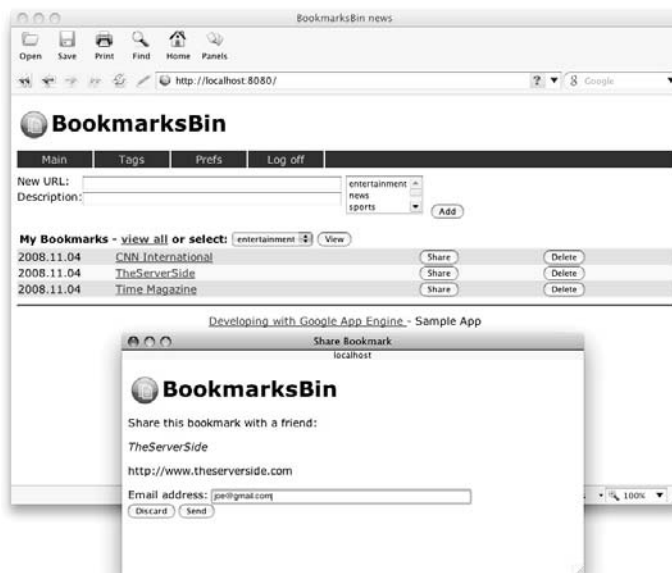 BookmarksBin news
Open Save Print Find Home Panels
http://localhost:8080/ ? Google
BookmarksBin
Main Tags Prefs Log off
New URL: entertainment
news
Description: sports Add
My Bookmarks - view all or select: entertainment View
2008.11.04 CNN International Share Delete
2008.11.04 TheServerSide Share Delete
2008.11.04 Time Magazine Share Delete
Developing with Google App Engine - Sample App
Share Bookmark
localhost
BookmarksBin
Share this bookmark with a friend:
TheServerSide
http://www.theserverside.com
Email address: joe@gmail.com
Discard Send
100%